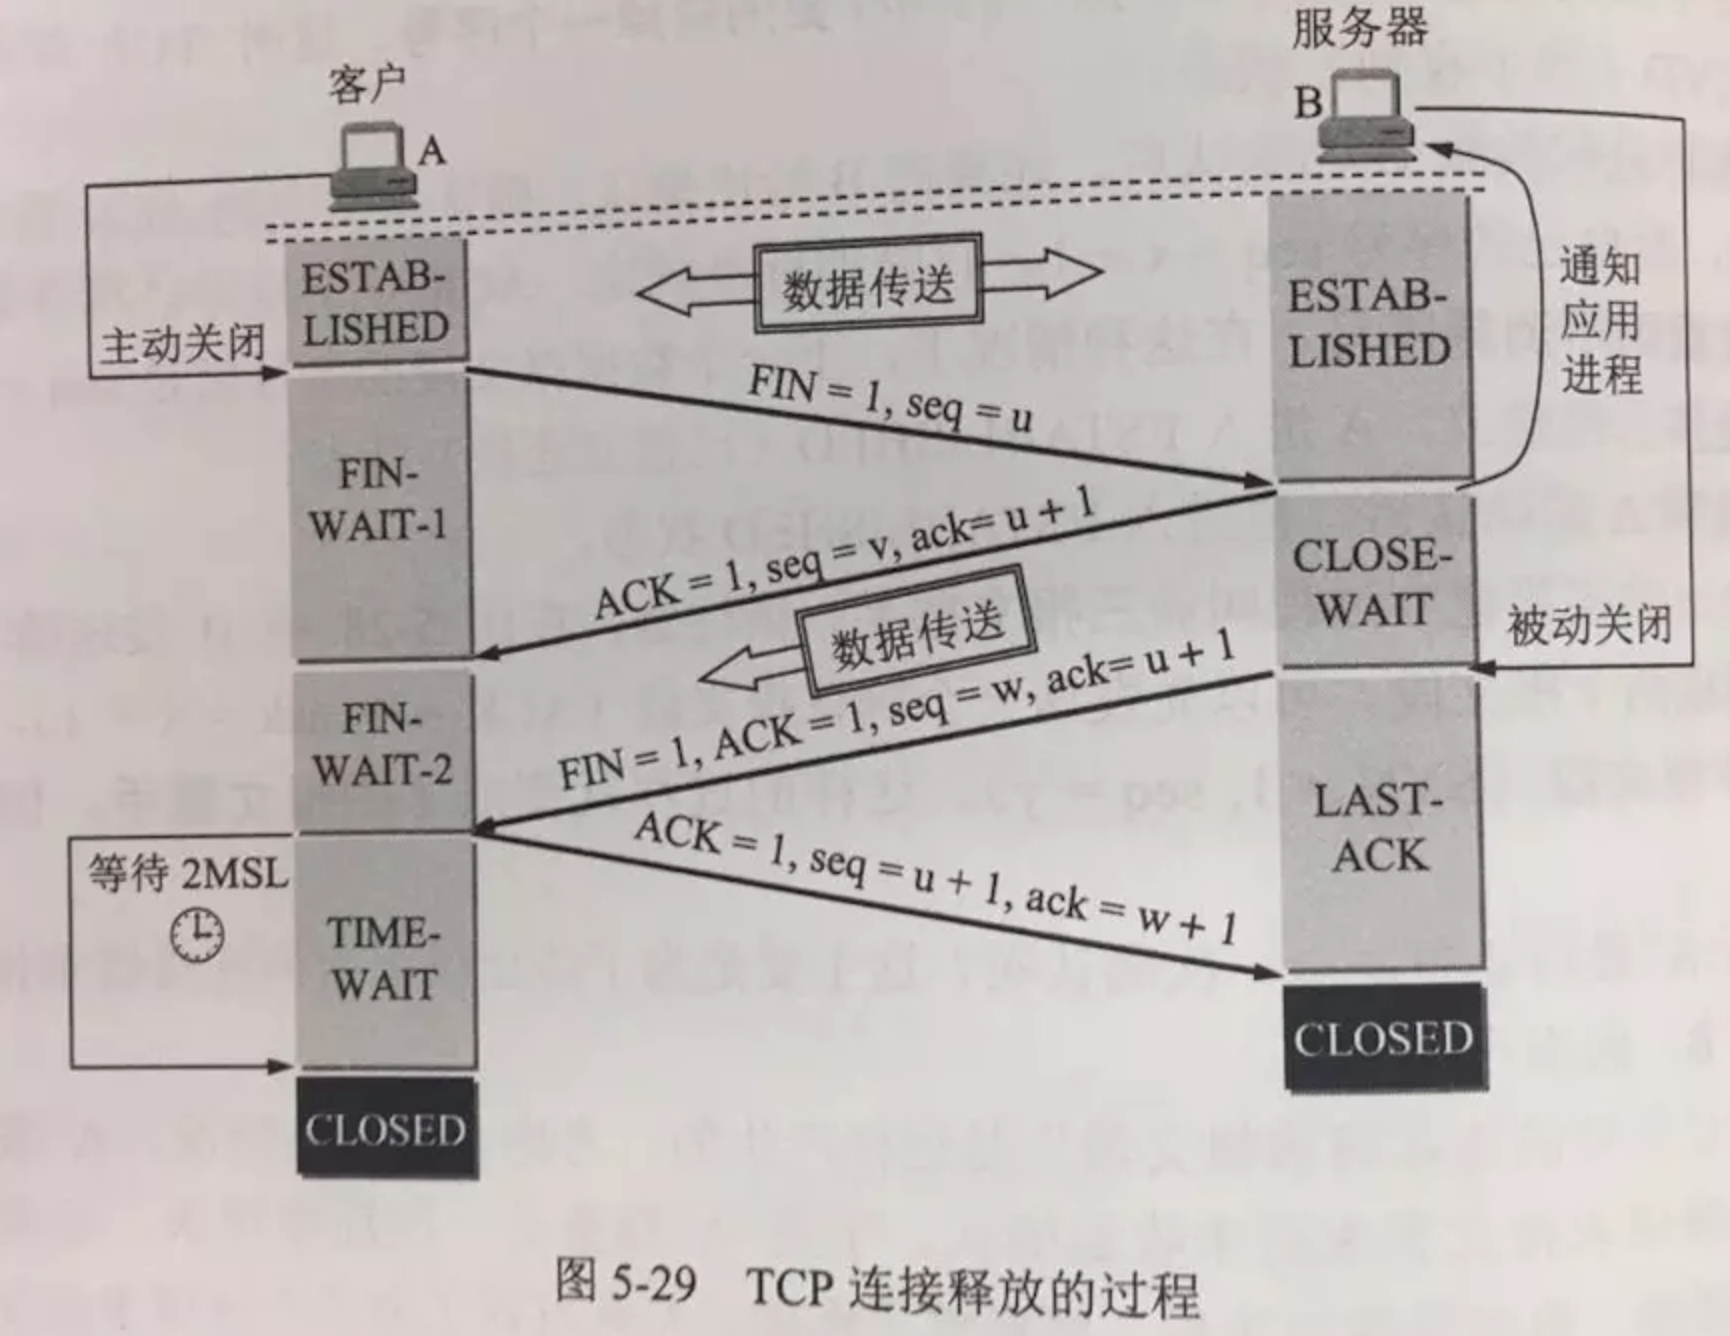 服务器
客户
B
A
数据传送
ESTAB-
LISHED
ESTAB-
LISHED
通知
应用
进程
主动关闭
FIN = 1, seq = u
FIN-
WAIT-1
ACK = 1, seq = v, ack= u + 1
CLOSE-
WAIT
被动关闭
数据传送
FIN-
WAIT-2
FIN = 1, ACK = 1, seq = w, ack= u + 1
LAST-
ACK
ACK = 1, seq = u + 1, ack = w + 1
等待 2MSL
TIME-
WAIT
CLOSED
CLOSED
图 5-29 TCP 连接释放的过程